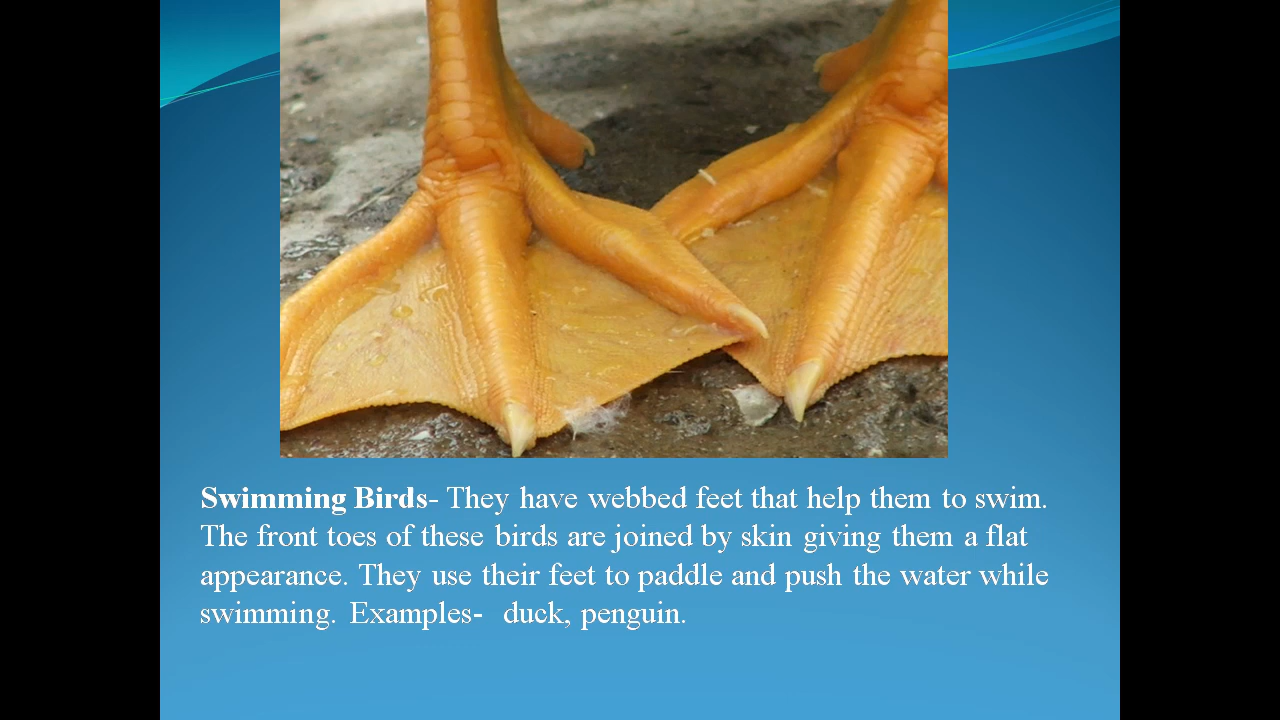 Swimming Birds- They have webbed feet that help them to swim.
The front toes of these birds are joined by skin giving them a flat
appearance. They use their feet to paddle and push the water while
swimming. Examples- duck, penguin.